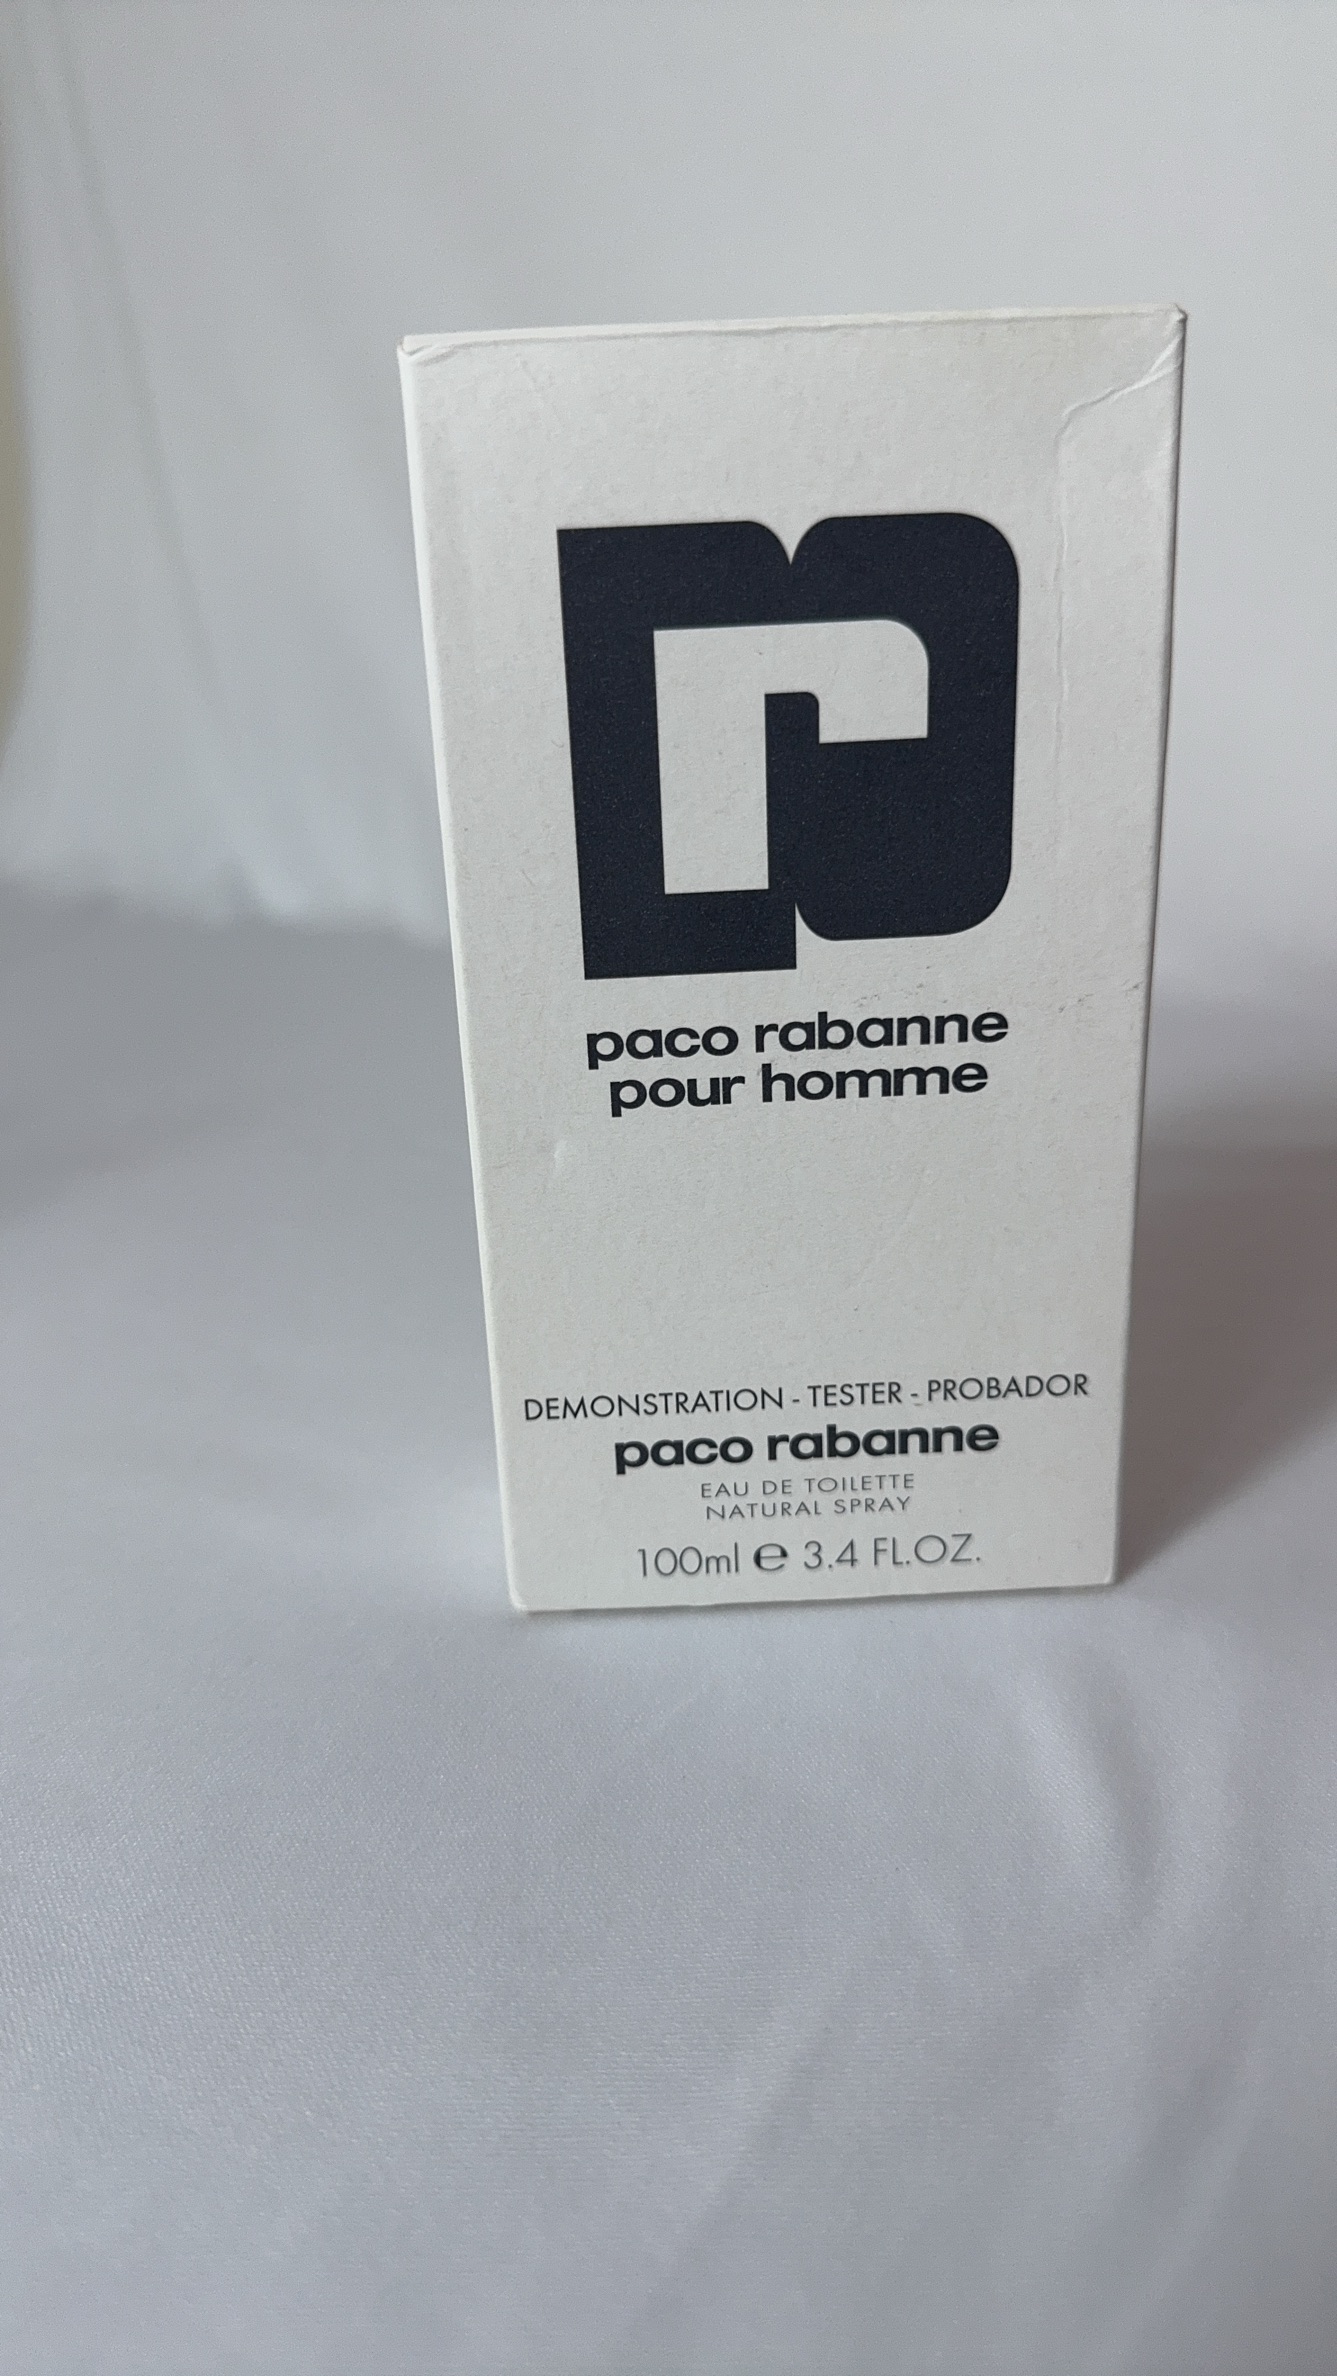 paco rabanne
pour homme
DEMONSTRATION - TESTER - PROBADOR
paco rabanne
EAU DE TOILETTE
NATURAL SPRAY
100ml e 3.4 FL.OZ.